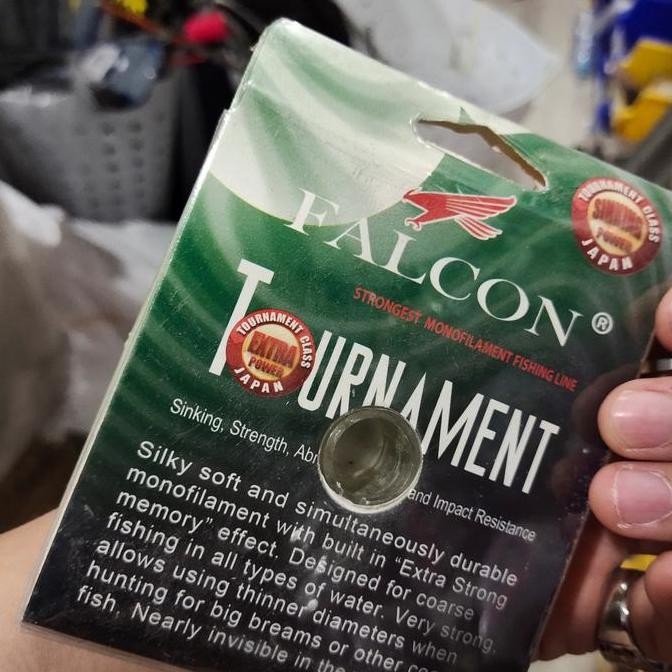 FALCON®
STRONGEST MONOFILAMENT FISHING LINE
TOURNAMENT CLASS
JAPAN
TOURNAMENT
TOURNAMENT CLASS
EXTRA
POWER
JAPAN
Sinking, Strength, and Impact Resistance
Silky soft and simultaneously durable
monofilament with built in "Extra Strong
memory" effect. Designed for coarse
fishing in all types of water. Very strong,
allows using thinner diameters when
hunting for big breams or other
fish. Nearly invisible in the